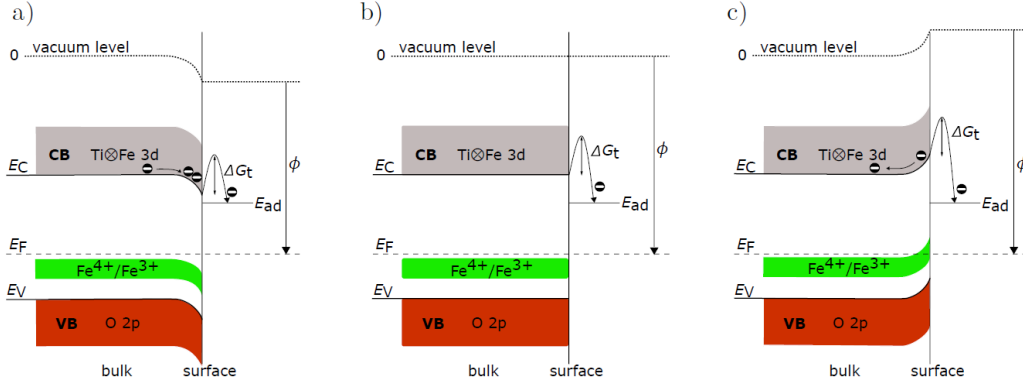 a)
0 vacuum level
CB Ti⊗Fe 3d
ΔGt
ϕ
EC
Ead
EF
Fe4+/Fe3+
EV
VB O 2p
bulk surface
b)
0 vacuum level
CB Ti⊗Fe 3d
ΔGt
ϕ
EC
Ead
EF
Fe4+/Fe3+
EV
VB O 2p
bulk surface
c)
0 vacuum level
CB Ti⊗Fe 3d
ΔGt
ϕ
EC
Ead
EF
Fe4+/Fe3+
EV
VB O 2p
bulk surface